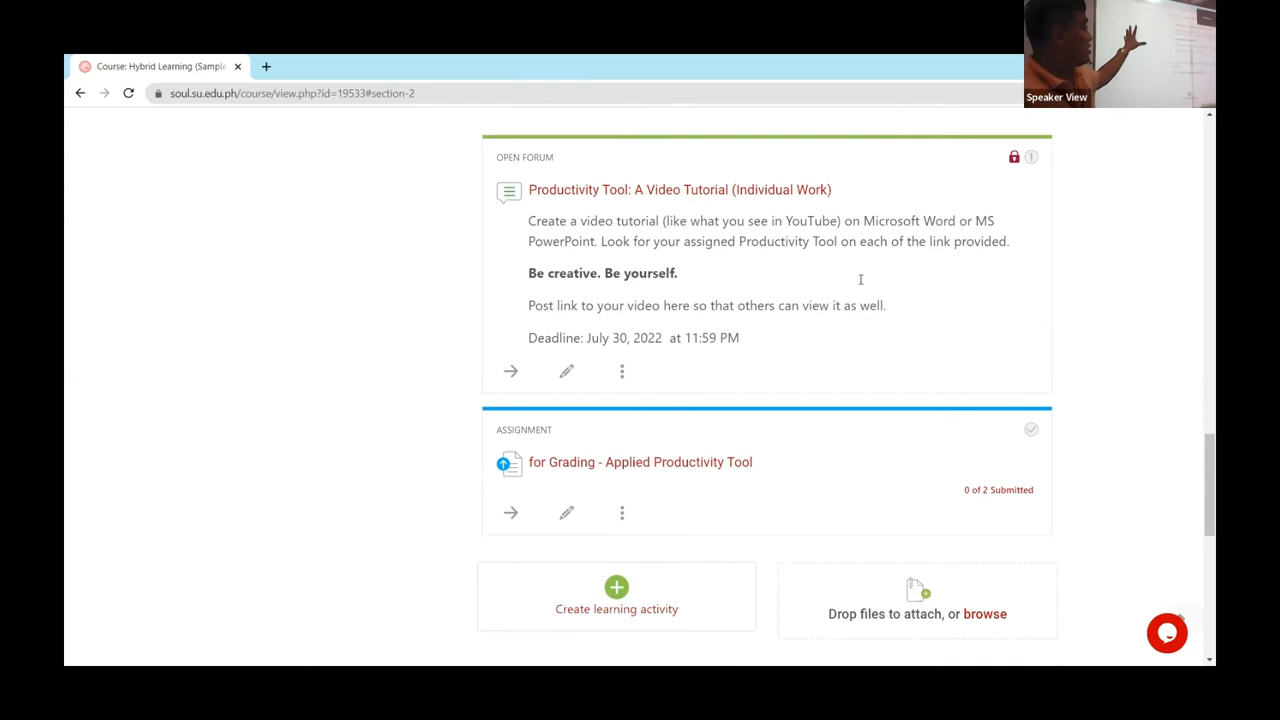 Course: Hybrid Learning (Sample
soul.su.edu.ph/course/view.php?id=19533#section-2
Speaker View
OPEN FORUM
Productivity Tool: A Video Tutorial (Individual Work)
Create a video tutorial (like what you see in YouTube) on Microsoft Word or MS
PowerPoint. Look for your assigned Productivity Tool on each of the link provided.
Be creative. Be yourself.
Post link to your video here so that others can view it as well.
Deadline: July 30, 2022 at 11:59 PM
ASSIGNMENT
for Grading - Applied Productivity Tool
0 of 2 Submitted
Create learning activity
Drop files to attach, or browse